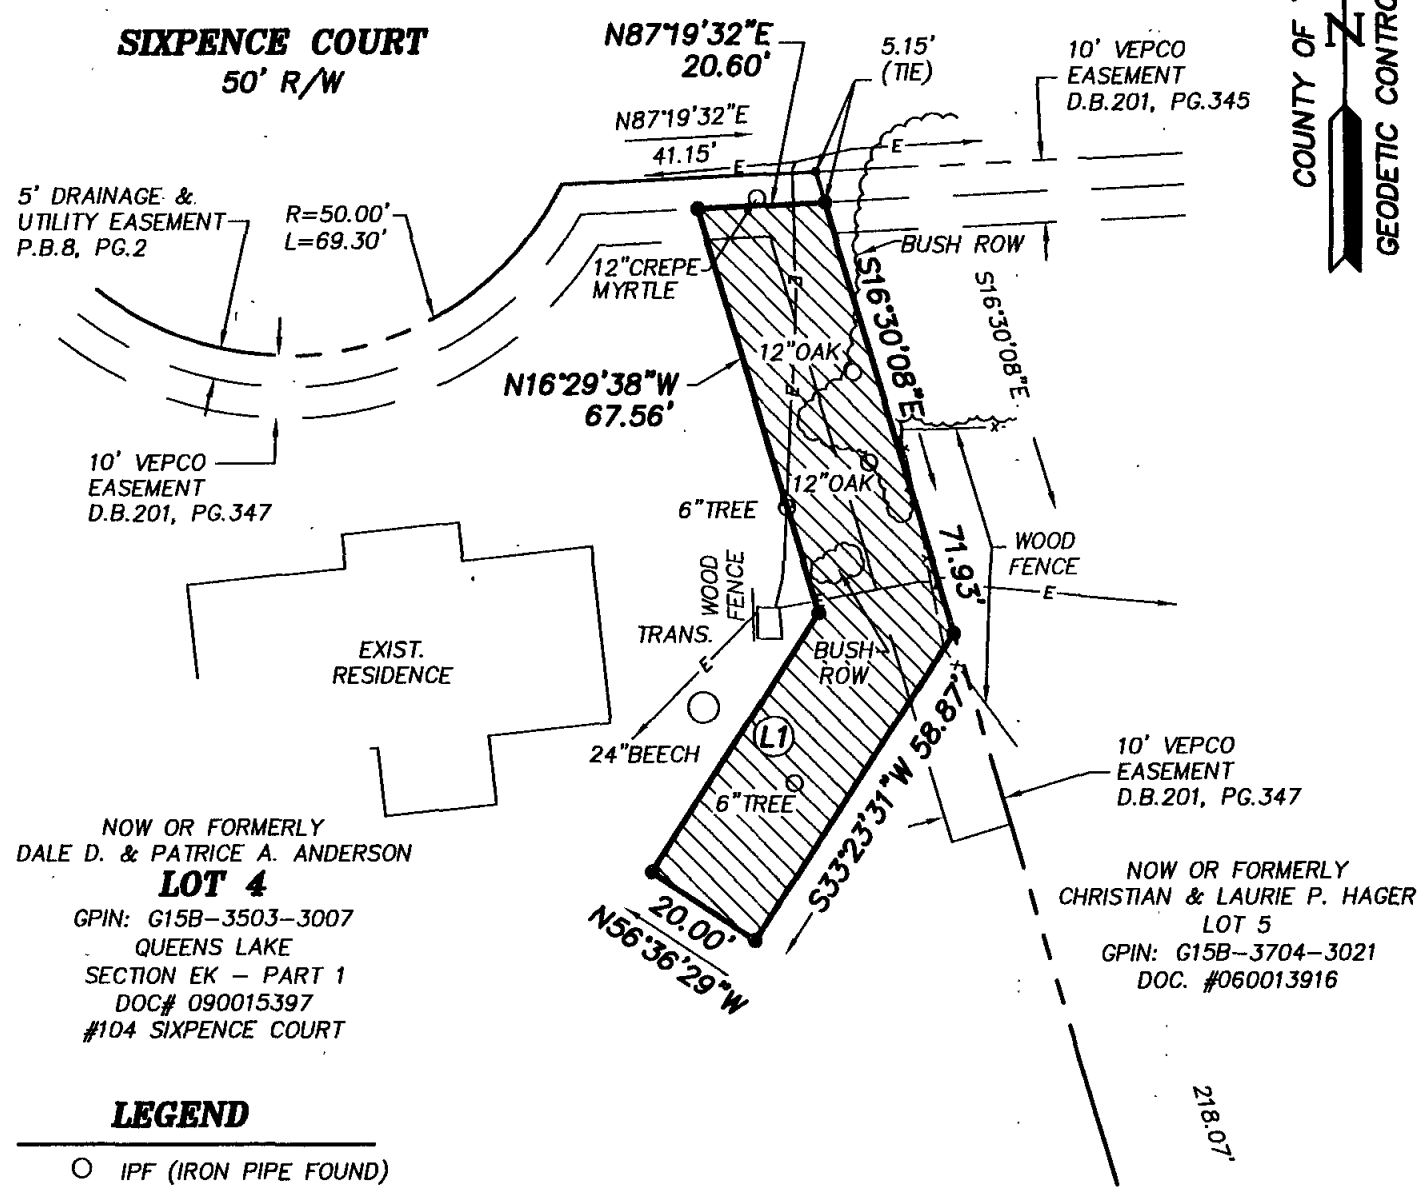 SIXPENCE COURT
50' R/W
N87°19'32"E
20.60'
5.15'
(TIE)
10' VEPCO
EASEMENT
D.B.201, PG.345
COUNTY OF
GEODETIC CONTRO
N
N87°19'32"E
41.15'
E
E
5' DRAINAGE &
UTILITY EASEMENT
P.B.8, PG.2
R=50.00'
L=69.30'
12"CREPE
MYRTLE
BUSH ROW
S16°30'08"E
S16°30'08"E
E
12"OAK
N16°29'38"W
67.56'
E
10' VEPCO
EASEMENT
D.B.201, PG.347
12"OAK
6"TREE
71.93'
WOOD
FENCE
WOOD
FENCE
E
TRANS.
E
EXIST.
RESIDENCE
BUSH
ROW
L1
24"BEECH
6"TREE
S33°23'31"W 58.87'
10' VEPCO
EASEMENT
D.B.201, PG.347
20.00'
N56°36'29"W
NOW OR FORMERLY
DALE D. & PATRICE A. ANDERSON
LOT 4
GPIN: G15B-3503-3007
QUEENS LAKE
SECTION EK - PART 1
DOC# 090015397
#104 SIXPENCE COURT
NOW OR FORMERLY
CHRISTIAN & LAURIE P. HAGER
LOT 5
GPIN: G15B-3704-3021
DOC. #060013916
218.07'
LEGEND
IPF (IRON PIPE FOUND)